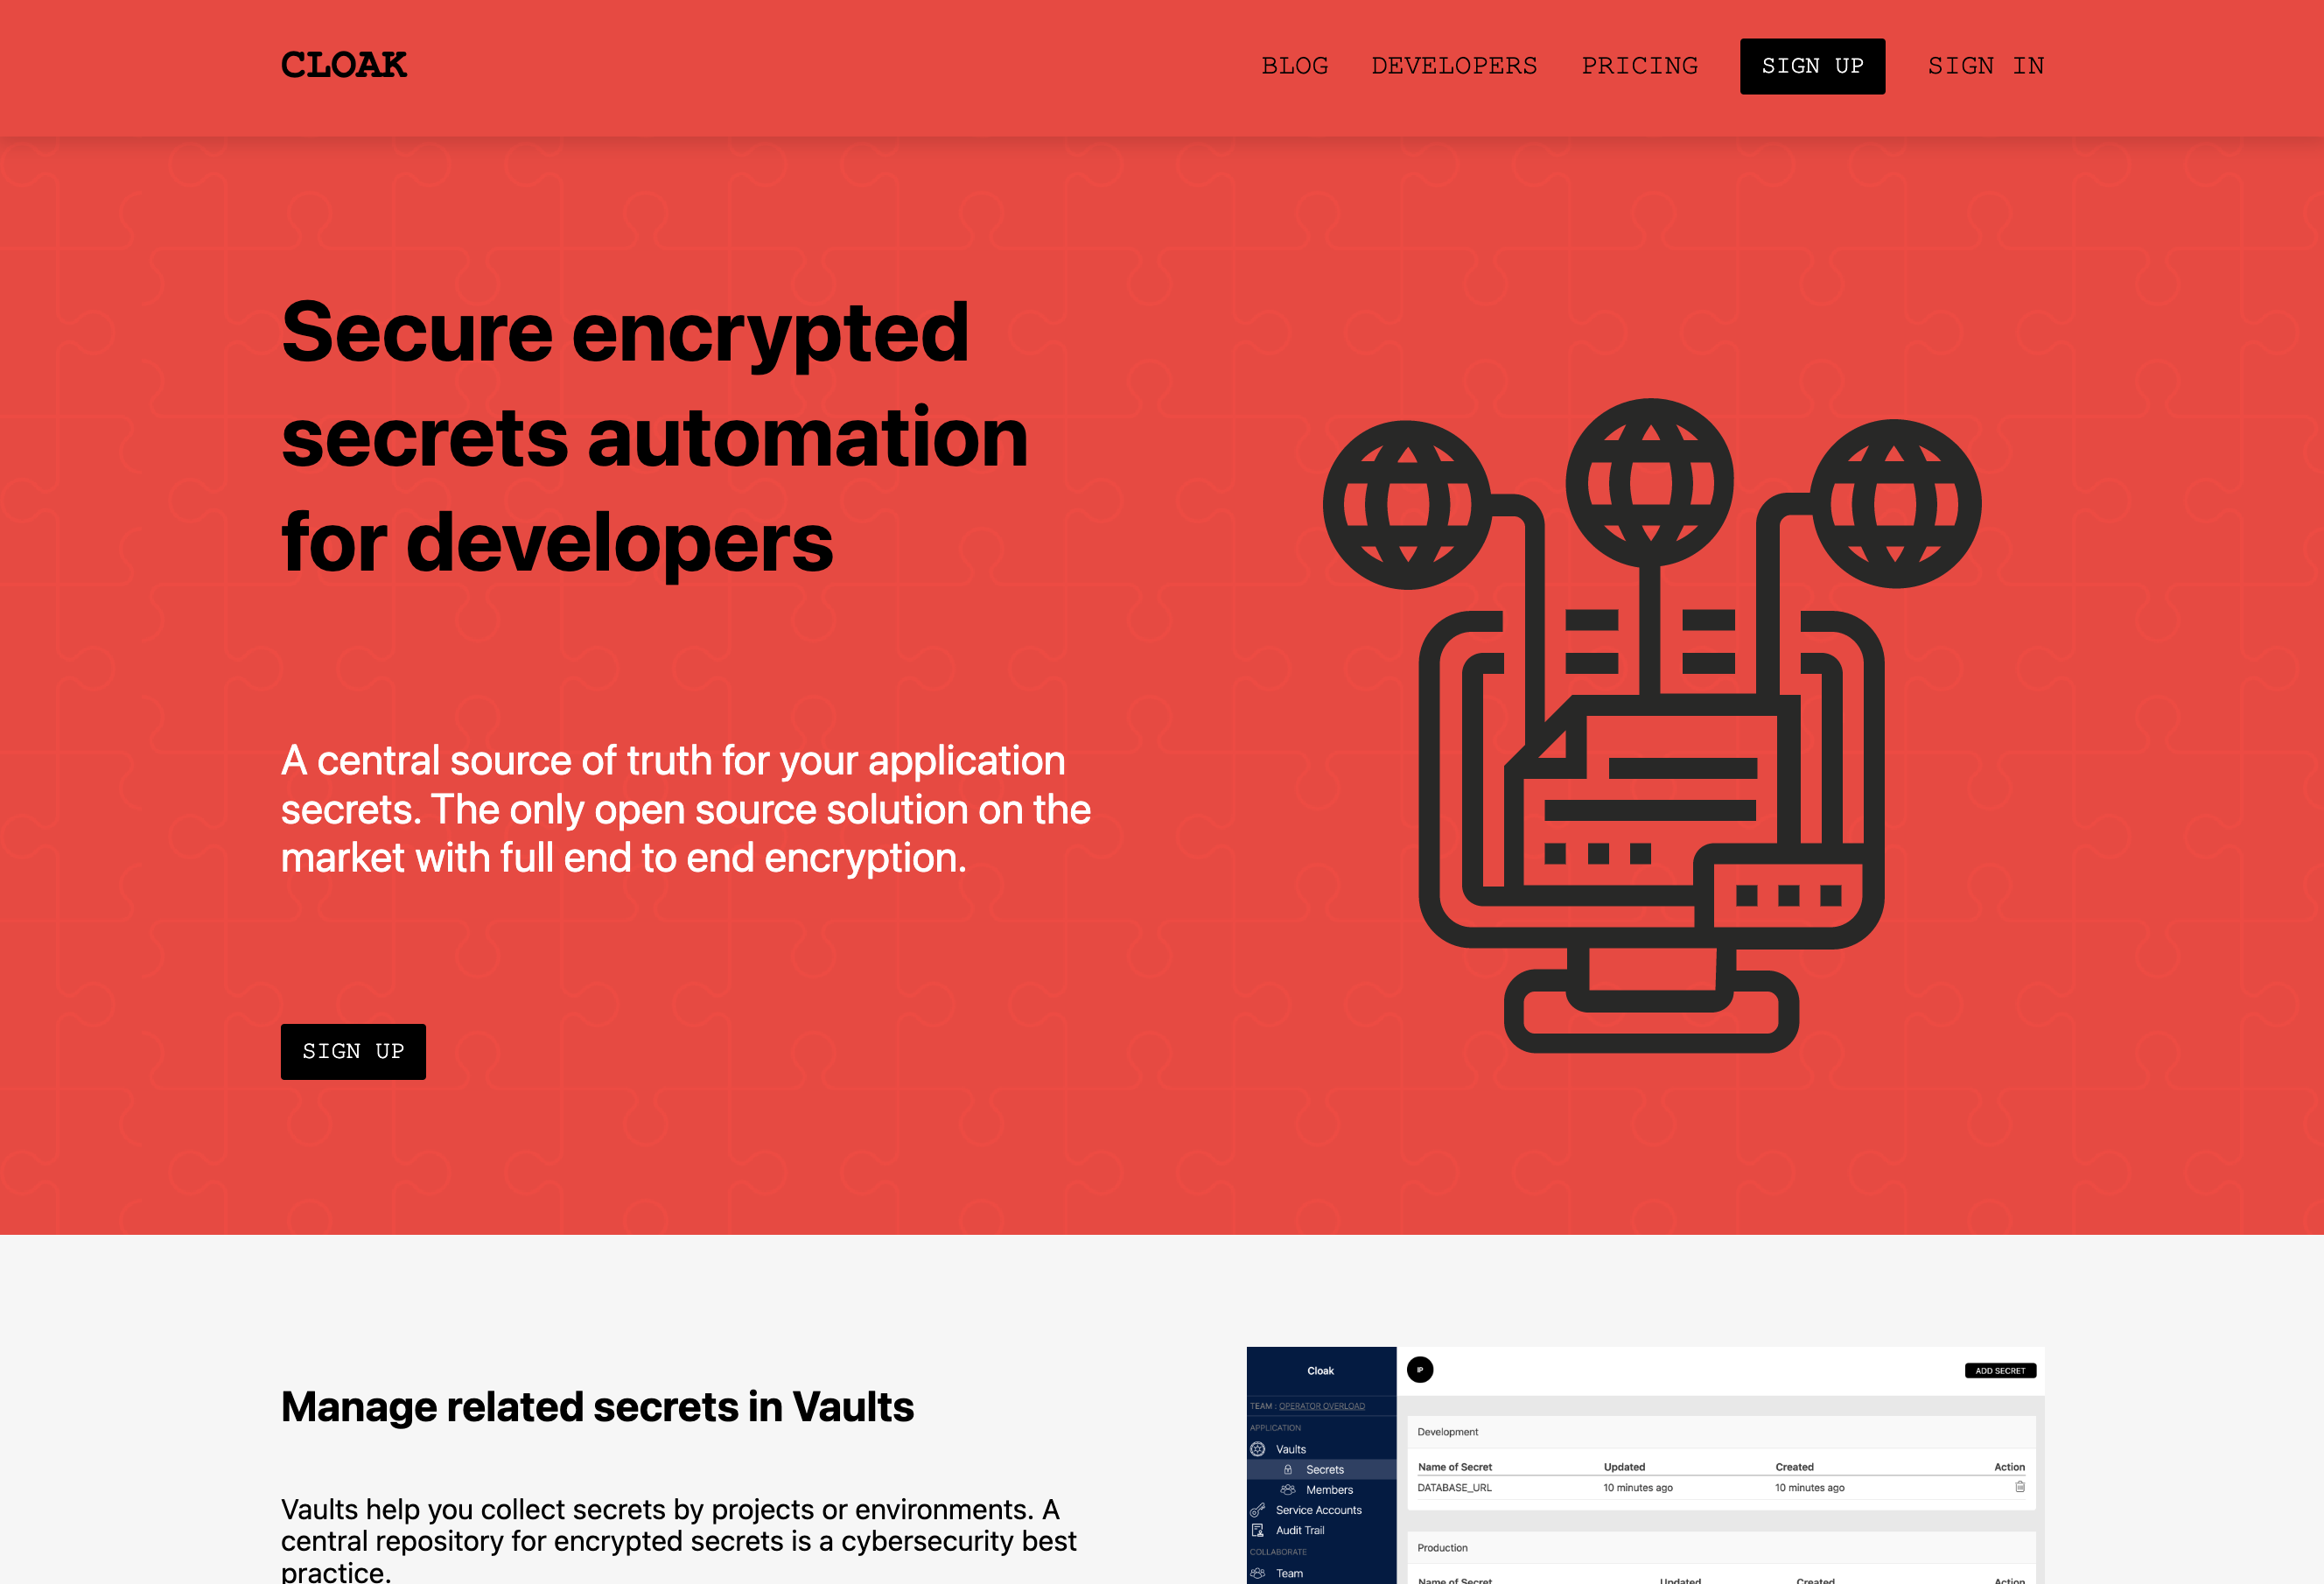 CLOAK
BLOG DEVELOPERS PRICING SIGN UP SIGN IN
Secure encrypted
secrets automation
for developers
A central source of truth for your application
secrets. The only open source solution on the
market with full end to end encryption.
SIGN UP
Manage related secrets in Vaults
Vaults help you collect secrets by projects or environments. A
central repository for encrypted secrets is a cybersecurity best
practice.
Cloak
IP
ADD SECRET
TEAM : OPERATOR OVERLOAD
APPLICATION
Vaults
Secrets
Members
Service Accounts
Audit Trail
COLLABORATE
Team
Development
Name of Secret Updated Created Action
DATABASE_URL 10 minutes ago 10 minutes ago
Production
Name of Secret Updated Created Action